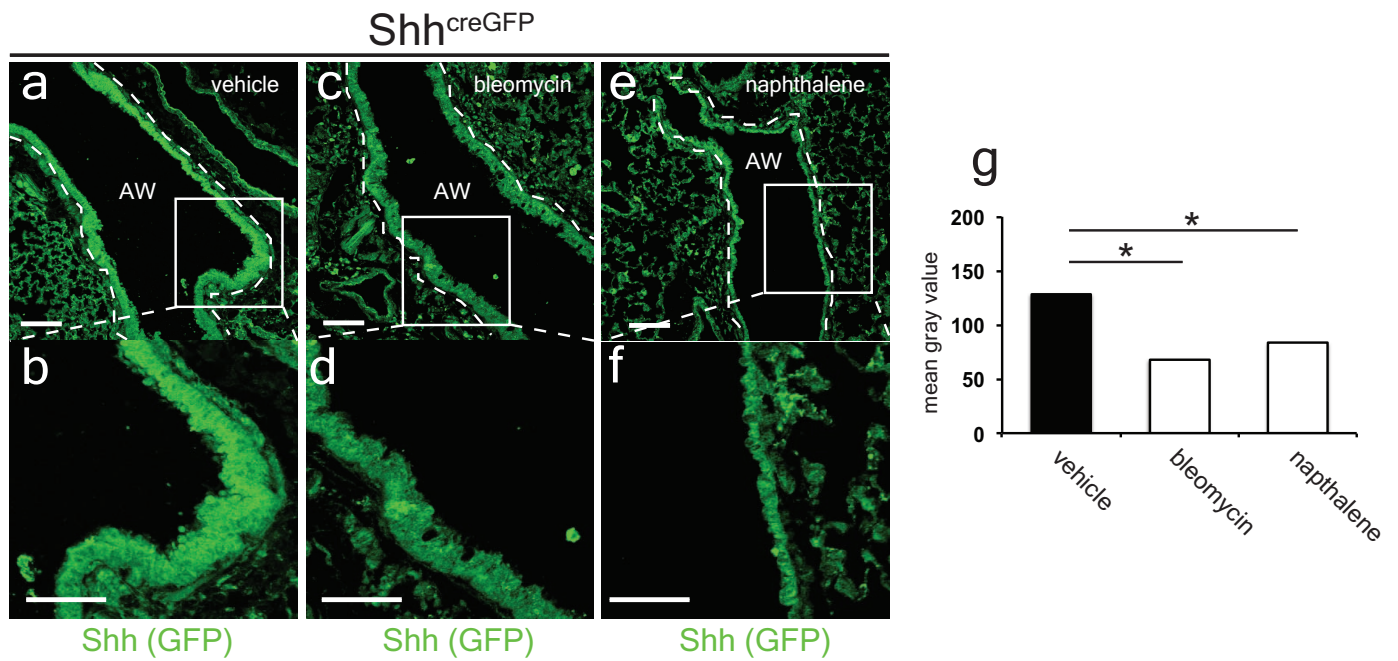 Shh^creGFP
a vehicle
AW
b
c bleomycin
AW
d
e naphthalene
AW
f
Shh (GFP)
Shh (GFP)
Shh (GFP)
g
mean gray value
200
150
100
50
0
*
*
vehicle
bleomycin
napthalene